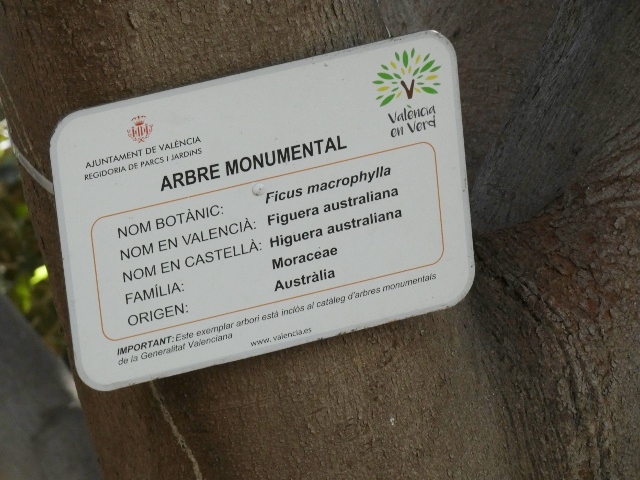 AJUNTAMENT DE VALÈNCIA
REGIDORIA DE PARCS I JARDINS
València
en Verd
ARBRE MONUMENTAL
NOM BOTÀNIC: Ficus macrophylla
NOM EN VALENCIÀ: Figuera australiana
NOM EN CASTELLÀ: Higuera australiana
FAMÍLIA: Moraceae
ORIGEN: Austràlia
IMPORTANT: Este exemplar arbori està inclòs al catàleg d'arbres monumentals
de la Generalitat Valenciana
www.valencia.es